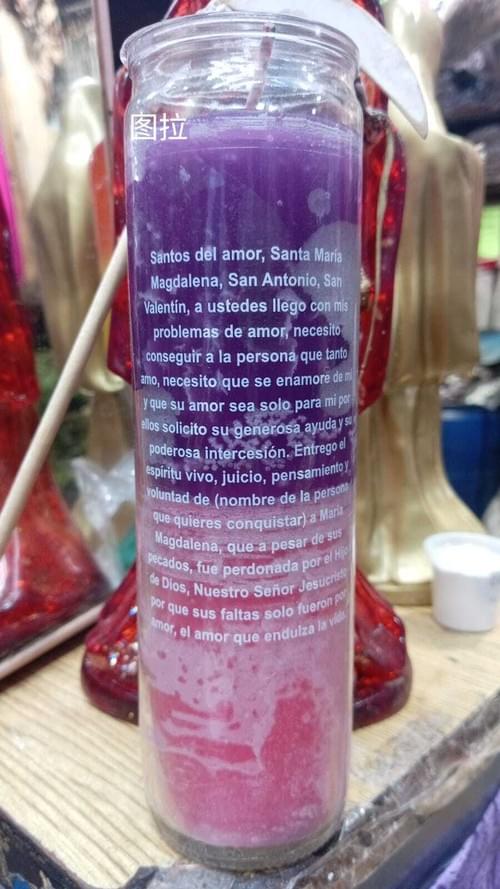 图拉
Santos del amor, Santa María
Magdalena, San Antonio, San
Valentín, a ustedes llego con mis
problemas de amor, necesito
conseguir a la persona que tanto
amo, necesito que se enamore de mi
y que su amor sea solo para mi por
ellos solicito su generosa ayuda y su
poderosa intercesión. Entrego el
espíritu vivo, juicio, pensamiento y
voluntad de (nombre de la persona
que quieres conquistar) a María
Magdalena, que a pesar de sus
pecados, fue perdonada por el Hijo
de Dios, Nuestro Señor Jesucristo
por que sus faltas solo fueron por
amor, el amor que endulza la vida.